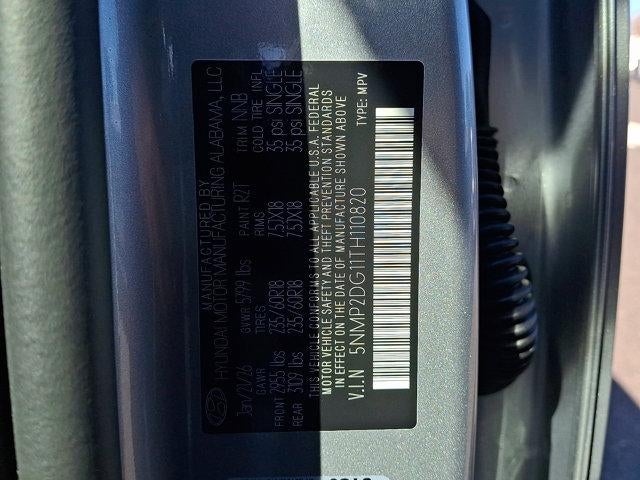 MANUFACTURED BY
HYUNDAI MOTOR MANUFACTURING ALABAMA, LLC
Jan/21/26 GVWR 5799 lbs PAINT R2T TRIM NNB
GAWR TIRES RIMS COLD TIRE INFL
FRONT 2955 lbs 235/60R18 7.5JX18 35 psi SINGLE
REAR 3109 lbs 235/60R18 7.5JX18 35 psi SINGLE
THIS VEHICLE CONFORMS TO ALL APPLICABLE U.S.A. FEDERAL
MOTOR VEHICLE SAFETY AND THEFT PREVENTION STANDARDS
IN EFFECT ON THE DATE OF MANUFACTURE SHOWN ABOVE
V.I.N 5NMP2DG11TH110820 TYPE: MPV